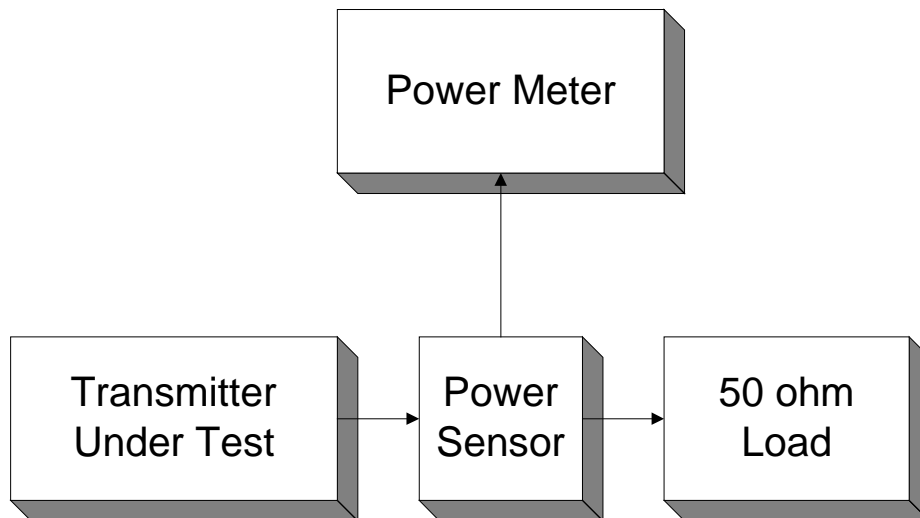 Power Meter
Transmitter
Under Test
Power
Sensor
50 ohm
Load